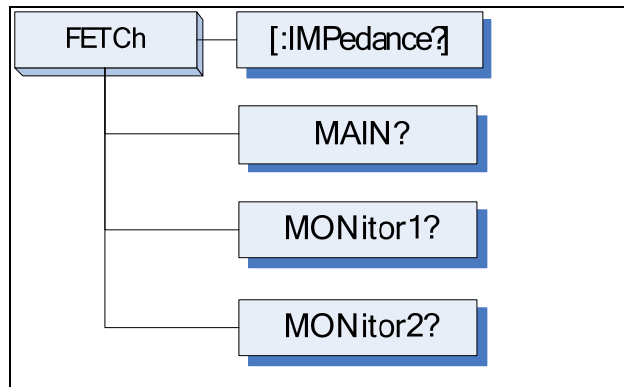 FETCh
[:IMPedance?]
MAIN?
MONitor1?
MONitor2?